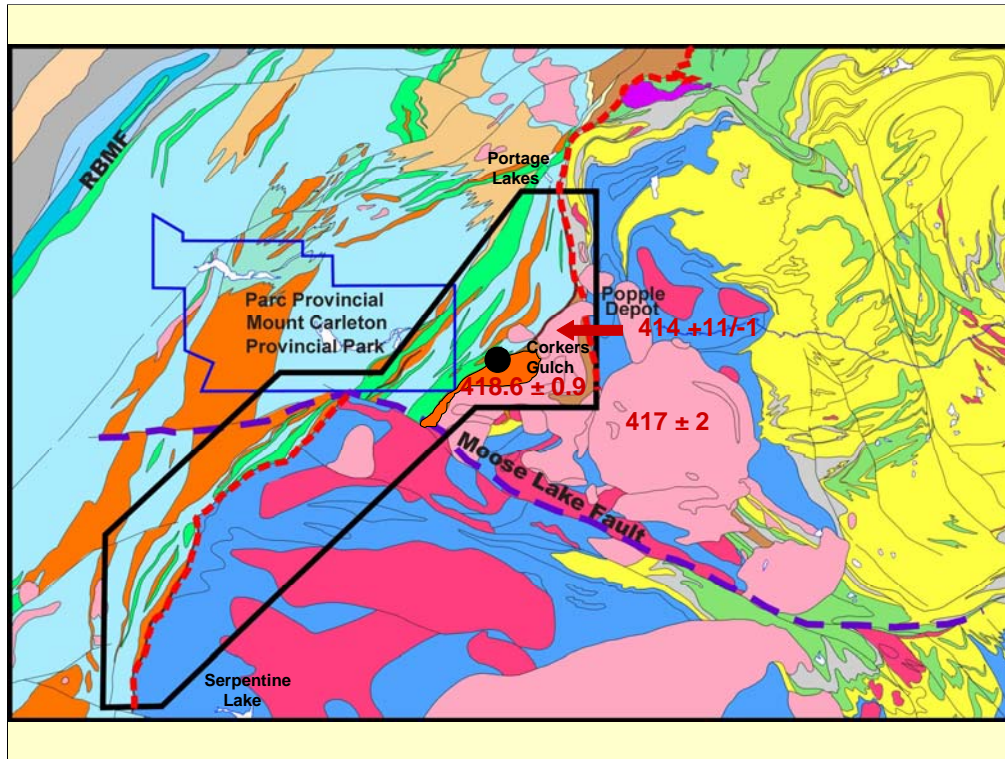 RBMF
Portage
Lakes
Parc Provincial
Mount Carleton
Provincial Park
Popple
Depot
414 +11/-1
Corkers
Gulch
418.6 ± 0.9
417 ± 2
Moose Lake Fault
Serpentine
Lake